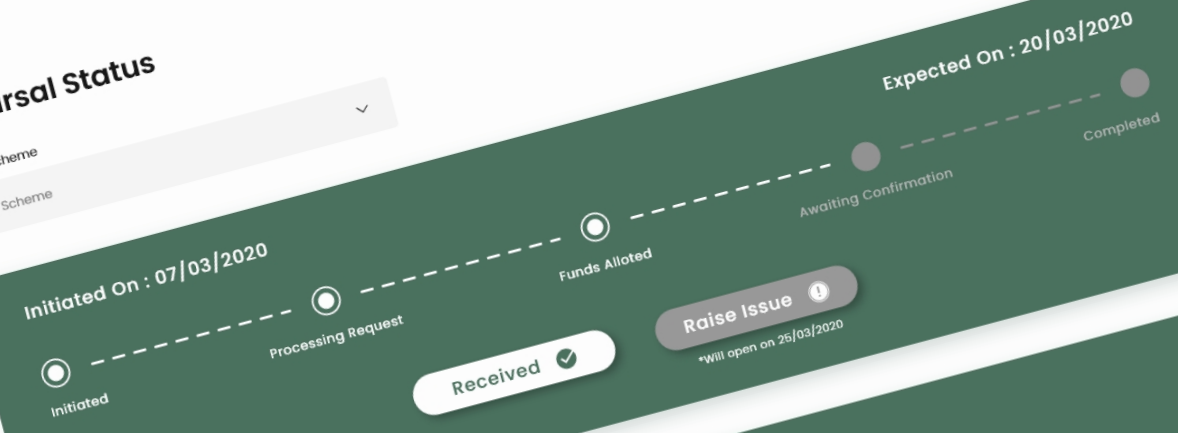 rsal Status
heme
Scheme
Initiated On : 07/03/2020
Expected On : 20/03/2020
Initiated
Processing Request
Funds Alloted
Awaiting Confirmation
Completed
Received
Raise Issue
*Will open on 25/03/2020